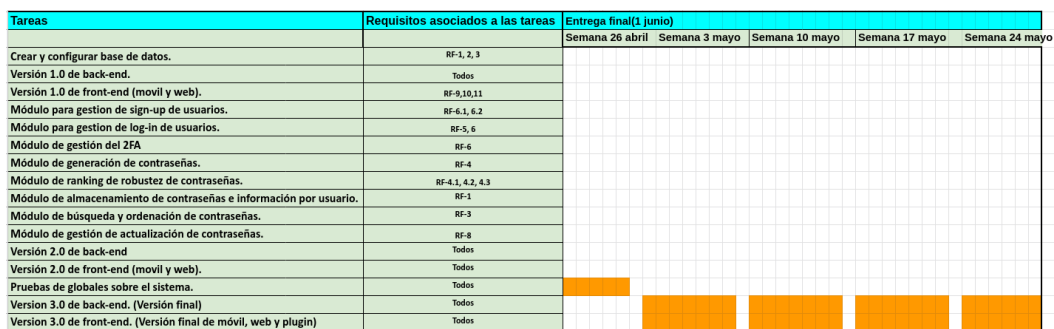 Tareas Requisitos asociados a las tareas Entrega final(1 junio)
Semana 26 abril Semana 3 mayo Semana 10 mayo Semana 17 mayo Semana 24 mayo
Crear y configurar base de datos. RF-1, 2, 3
Versión 1.0 de back-end. Todos
Versión 1.0 de front-end (movil y web). RF-9,10,11
Módulo para gestion de sign-up de usuarios. RF-6.1, 6.2
Módulo para gestion de log-in de usuarios. RF-5, 6
Módulo de gestión del 2FA RF-6
Módulo de generación de contraseñas. RF-4
Módulo de ranking de robustez de contraseñas. RF-4.1, 4.2, 4.3
Módulo de almacenamiento de contraseñas e información por usuario. RF-1
Módulo de búsqueda y ordenación de contraseñas. RF-3
Módulo de gestión de actualización de contraseñas. RF-8
Versión 2.0 de back-end Todos
Versión 2.0 de front-end (movil y web). Todos
Pruebas de globales sobre el sistema. Todos
Version 3.0 de back-end. (Versión final) Todos
Version 3.0 de front-end. (Versión final de móvil, web y plugin) Todos